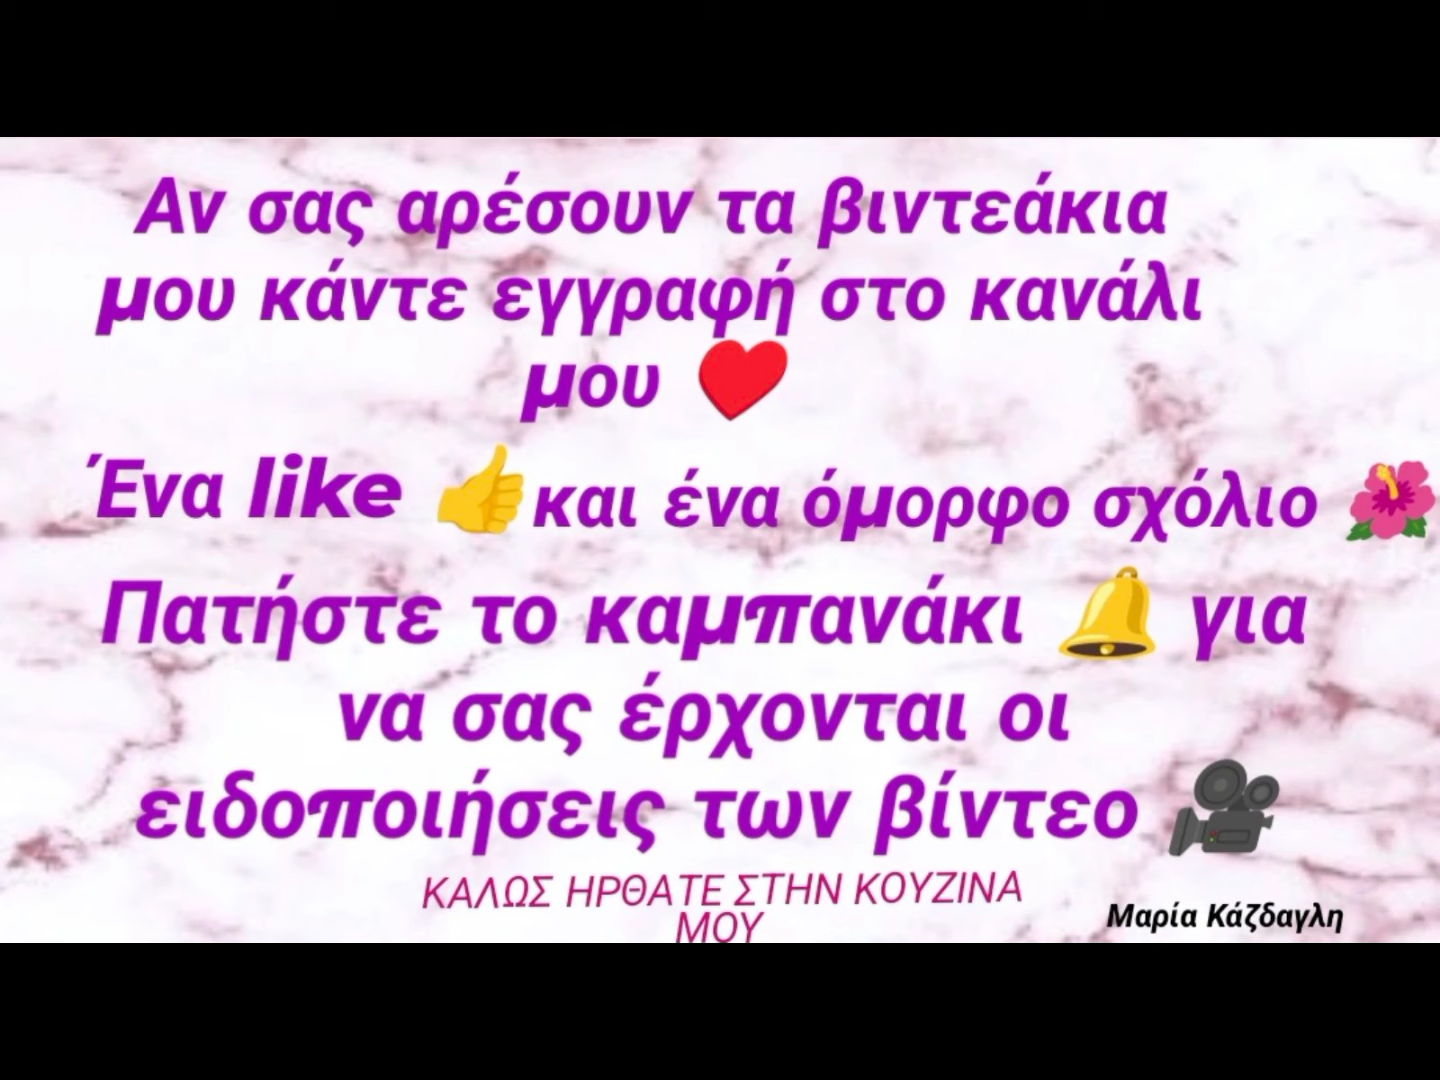 Αν σας αρέσουν τα βιντεάκια
μου κάντε εγγραφή στο κανάλι
μου ♥️
Ένα like 👍 και ένα όμορφο σχόλιο 🌺
Πατήστε το καμπανάκι 🔔 για
να σας έρχονται οι
ειδοποιήσεις των βίντεο 🎥
ΚΑΛΩΣ ΗΡΘΑΤΕ ΣΤΗΝ ΚΟΥΖΙΝΑ
ΜΟΥ
Μαρία Κάζδαγλη